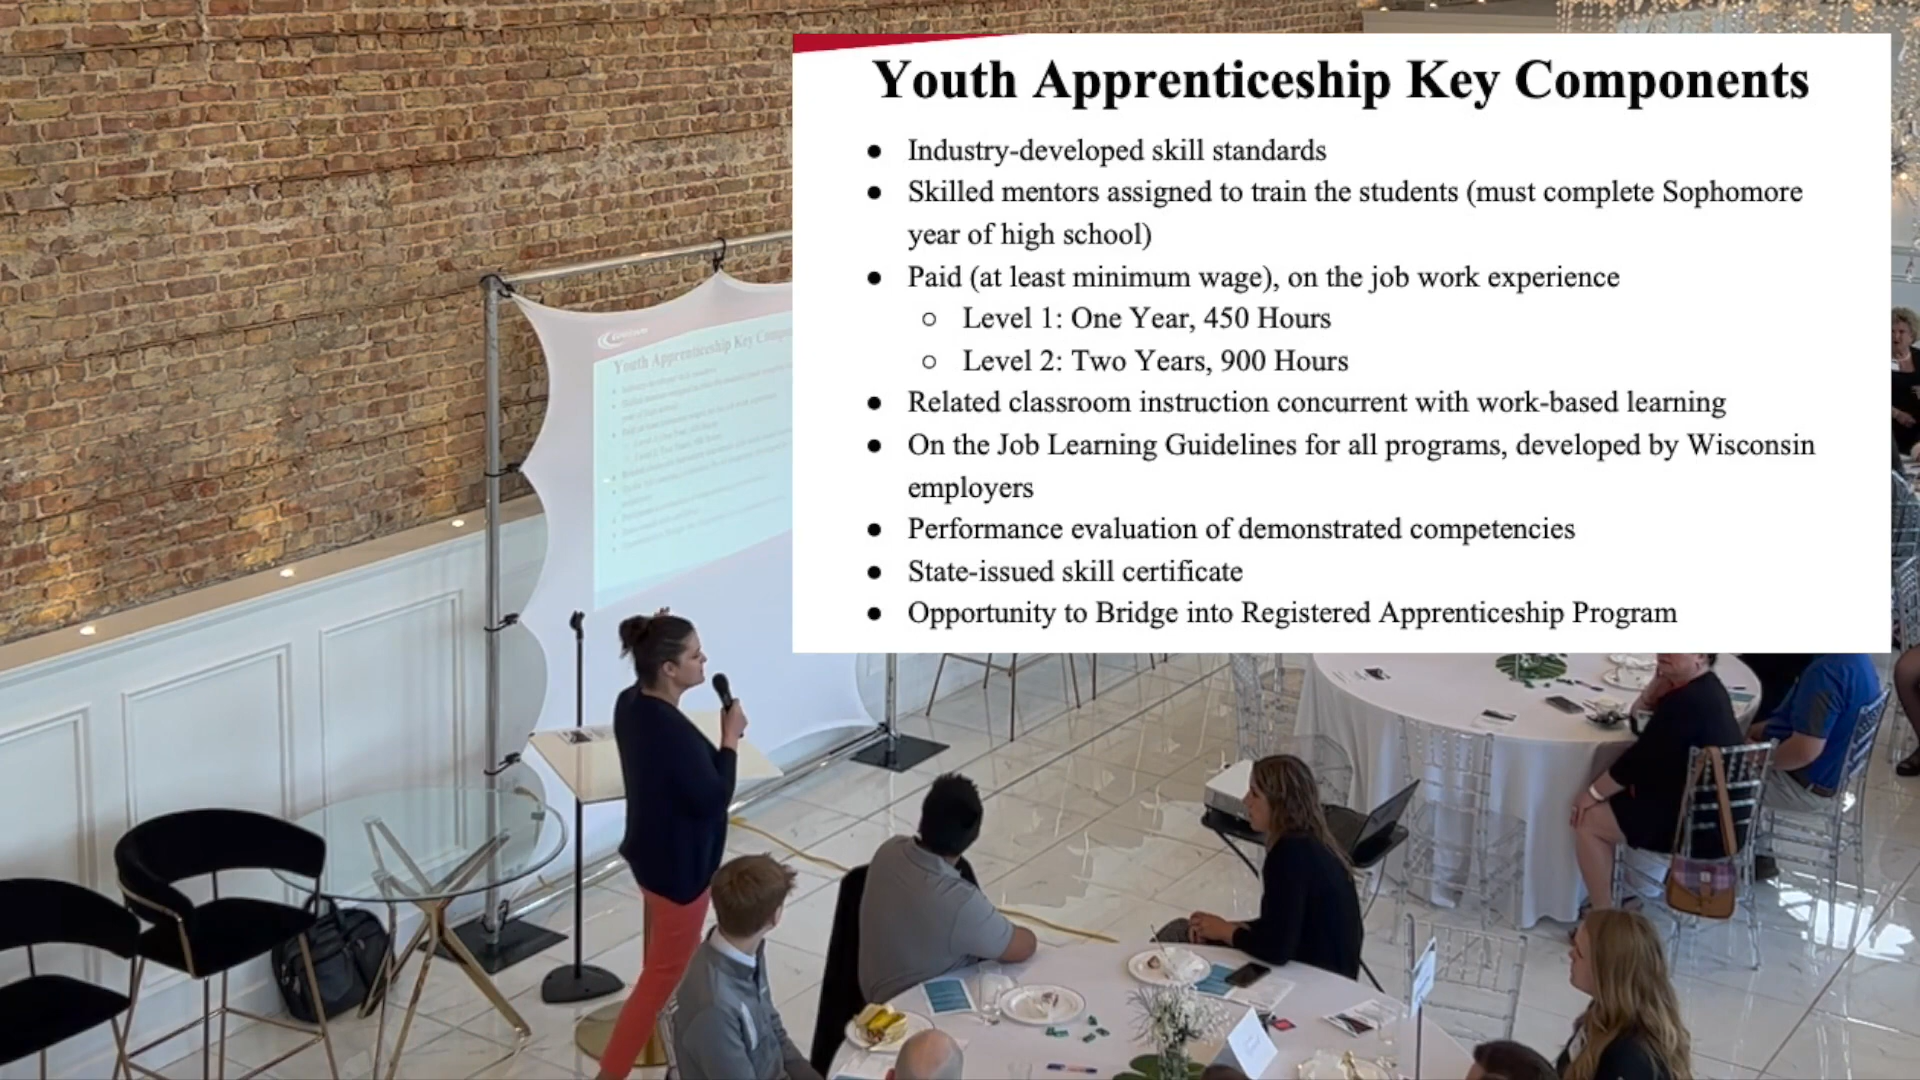 Youth Apprenticeship Key Components
● Industry-developed skill standards
● Skilled mentors assigned to train the students (must complete Sophomore
year of high school)
● Paid (at least minimum wage), on the job work experience
○ Level 1: One Year, 450 Hours
○ Level 2: Two Years, 900 Hours
● Related classroom instruction concurrent with work-based learning
● On the Job Learning Guidelines for all programs, developed by Wisconsin
employers
● Performance evaluation of demonstrated competencies
● State-issued skill certificate
● Opportunity to Bridge into Registered Apprenticeship Program
Youth Apprenticeship Key